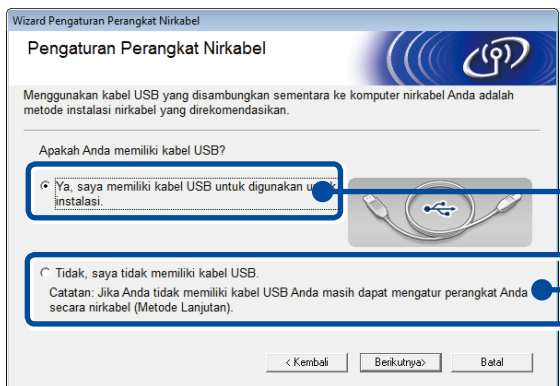 Wizard Pengaturan Perangkat Nirkabel
Pengaturan Perangkat Nirkabel
Menggunakan kabel USB yang disambungkan sementara ke komputer nirkabel Anda adalah
metode instalasi nirkabel yang direkomendasikan.
Apakah Anda memiliki kabel USB?
Ya, saya memiliki kabel USB untuk digunakan
instalasi.
Tidak, saya tidak memiliki kabel USB.
Catatan: Jika Anda tidak memiliki kabel USB Anda masih dapat mengatur perangkat Anda
secara nirkabel (Metode Lanjutan).
< Kembali
Berikutnya>
Batal